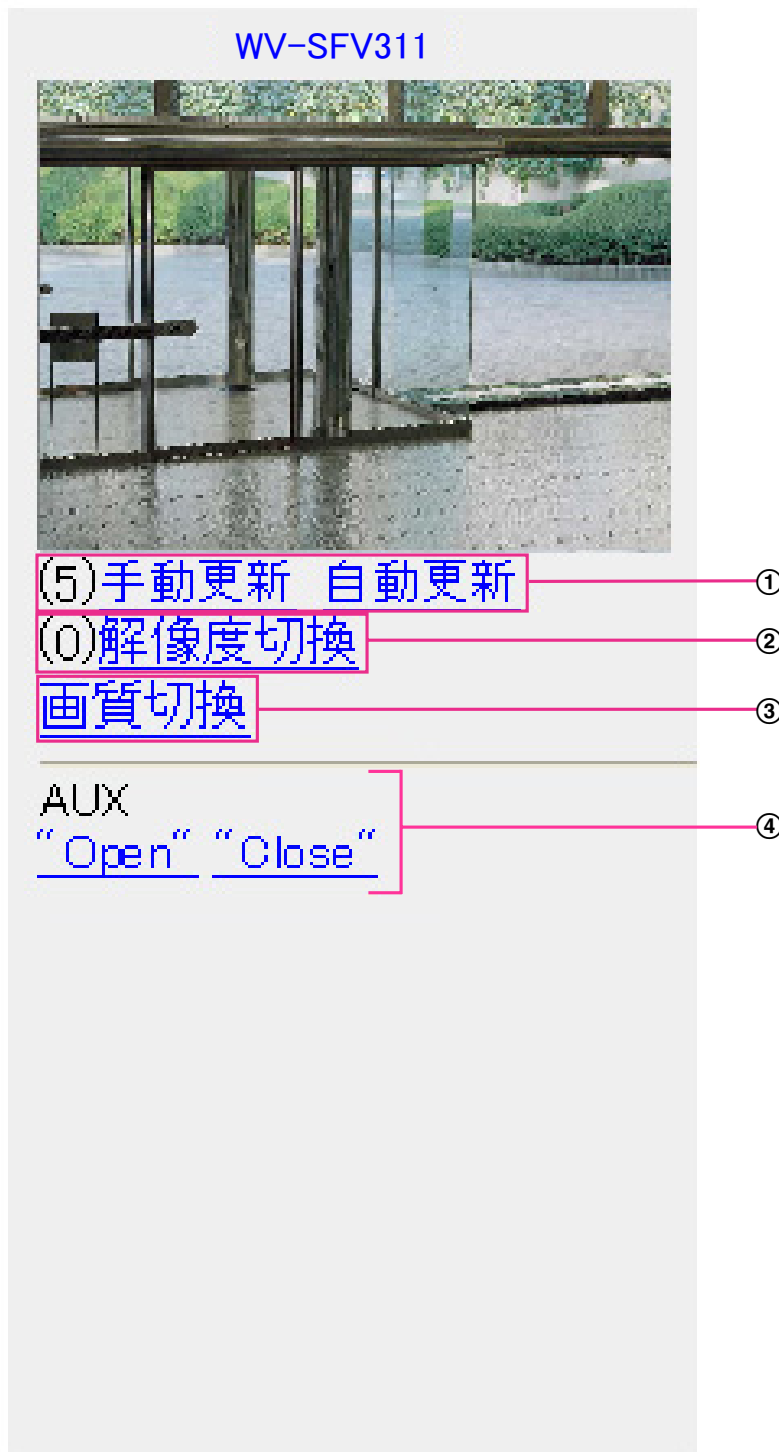 WV-SFV311
(5)手動更新 自動更新 ①
(0)解像度切換 ②
画質切換 ③
AUX
“Open“ “Close“ ④